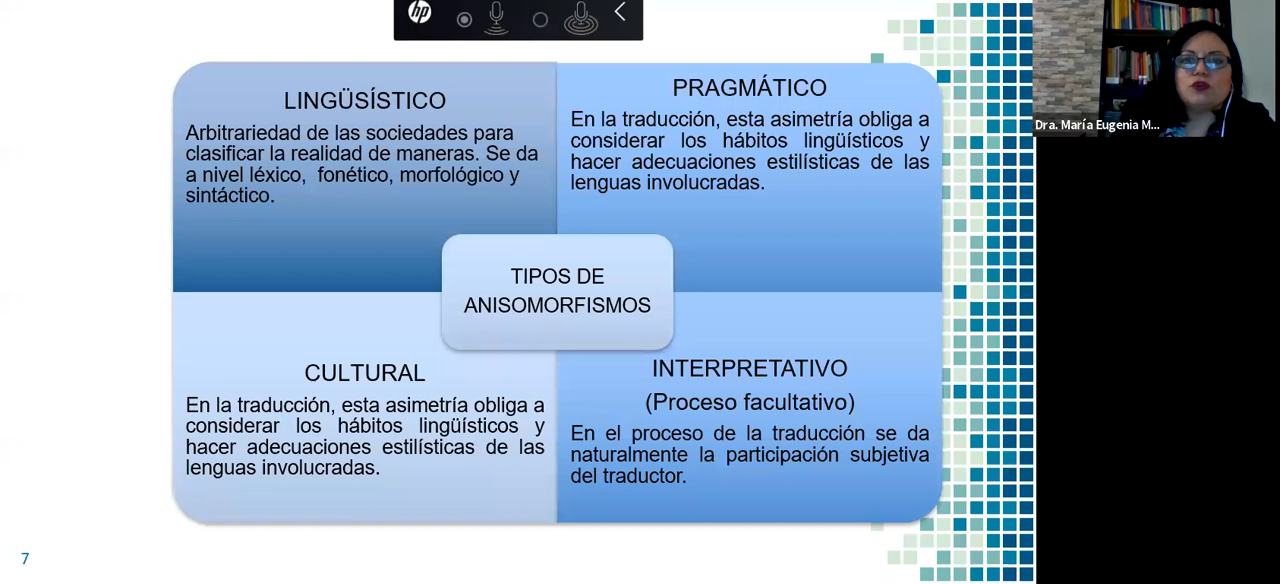 hp
LINGÜSÍSTICO
Arbitrariedad de las sociedades para
clasificar la realidad de maneras. Se da
a nivel léxico, fonético, morfológico y
sintáctico.
PRAGMÁTICO
En la traducción, esta asimetría obliga a
considerar los hábitos lingüísticos y
hacer adecuaciones estilísticas de las
lenguas involucradas.
TIPOS DE
ANISOMORFISMOS
CULTURAL
En la traducción, esta asimetría obliga a
considerar los hábitos lingüísticos y
hacer adecuaciones estilísticas de las
lenguas involucradas.
INTERPRETATIVO
(Proceso facultativo)
En el proceso de la traducción se da
naturalmente la participación subjetiva
del traductor.
7
Dra. María Eugenia M...